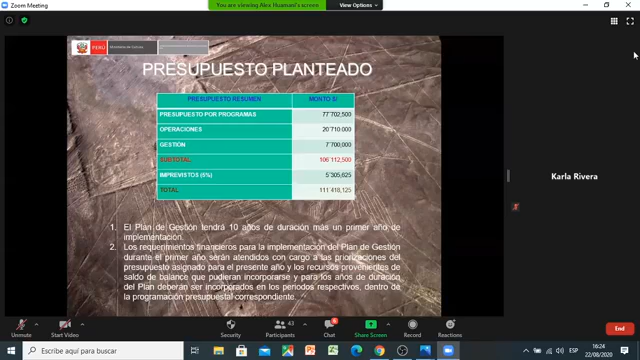 Zoom Meeting
You are viewing Alex Huamani's screen
View Options
PERÚ
Ministerio de Cultura
PRESUPUESTO PLANTEADO
PRESUPUESTO RESUMEN MONTO S/
PRESUPUESTO POR PROGRAMAS 77'702,500
OPERACIONES 20'710,000
GESTIÓN 7'700,000
SUBTOTAL 106'112,500
IMPREVISTOS (5%) 5'305,625
TOTAL 111'418,125
1. El Plan de Gestión tendrá 10 años de duración más un primer año de
implementación.
2. Los requerimientos financieros para la implementación del Plan de Gestión
durante el primer año serán atendidos con cargo a las priorizaciones del
presupuesto asignado para el presente año y los recursos provenientes de
saldo de balance que pudieran incorporarse y para los años de duración
del Plan deberán ser incorporados en los periodos respectivos, dentro de
la programación presupuestal correspondiente.
Karla Rivera
Unmute
Start Video
Security
Participants
43
Chat
Share Screen
Record
Reactions
End
Escribe aquí para buscar
ESP
16:24
22/08/2022